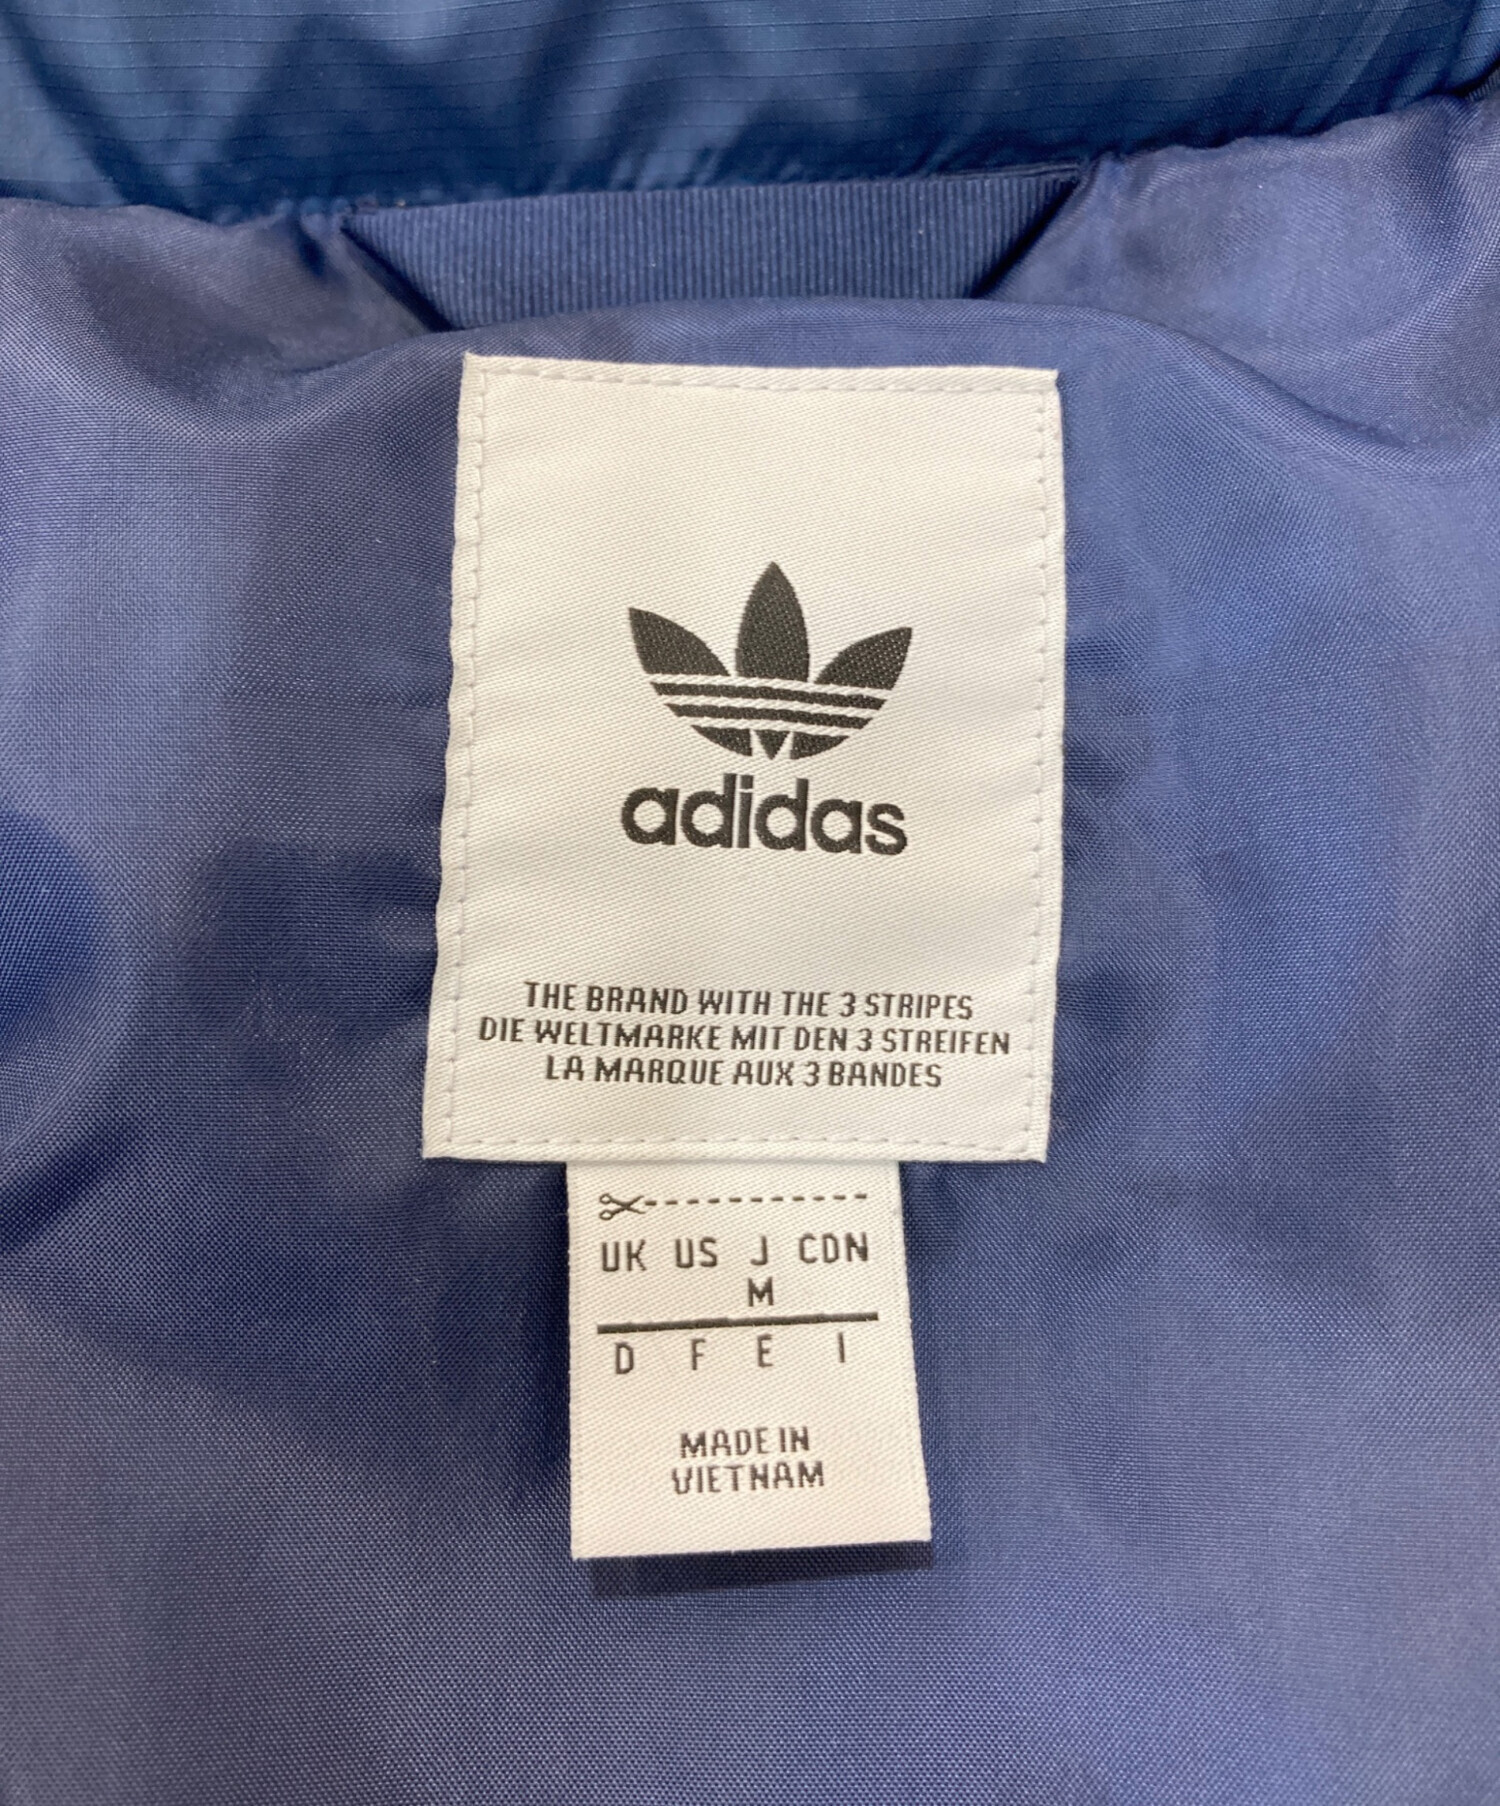 adidas
THE BRAND WITH THE 3 STRIPES
DIE WELTMARKE MIT DEN 3 STREIFEN
LA MARQUE AUX 3 BANDES
UK US J CDN
M
D F E I
MADE IN
VIETNAM